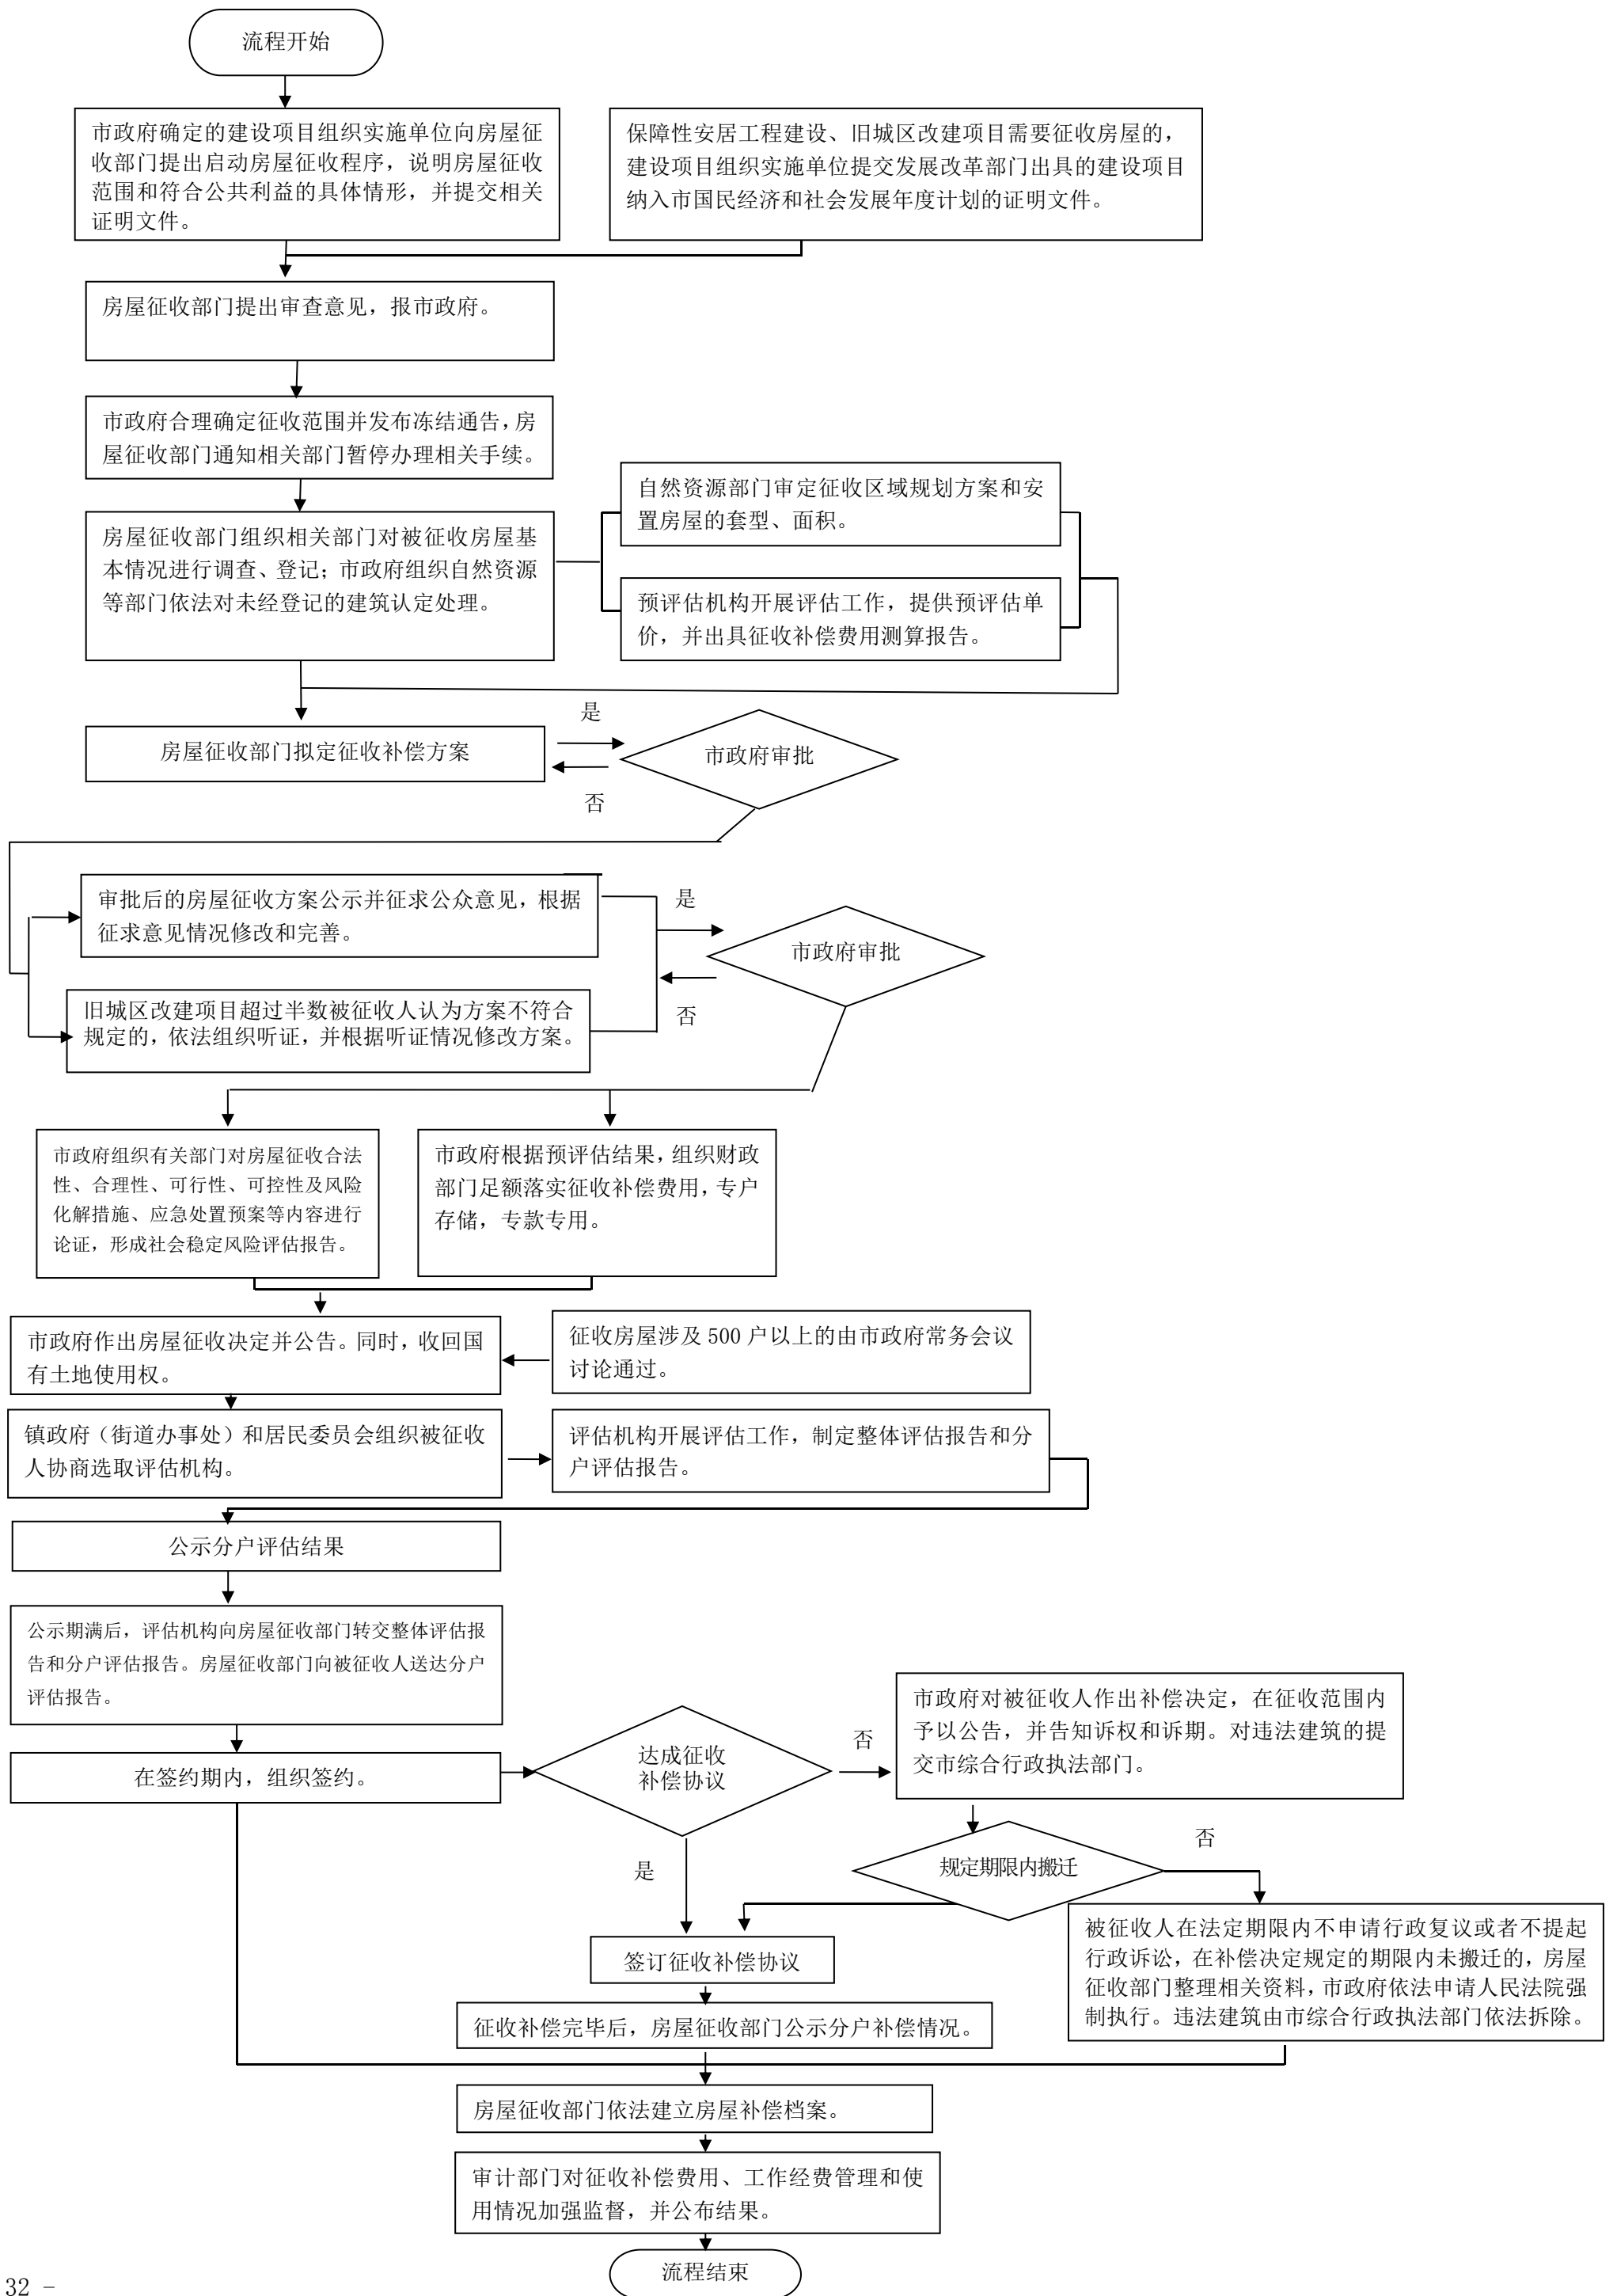 流程开始
市政府确定的建设项目组织实施单位向房屋征
收部门提出启动房屋征收程序，说明房屋征收
范围和符合公共利益的具体情形，并提交相关
证明文件。
保障性安居工程建设、旧城区改建项目需要征收房屋的，
建设项目组织实施单位提交发展改革部门出具的建设项目
纳入市国民经济和社会发展年度计划的证明文件。
房屋征收部门提出审查意见，报市政府。
市政府合理确定征收范围并发布冻结通告，房
屋征收部门通知相关部门暂停办理相关手续。
房屋征收部门组织相关部门对被征收房屋基
本情况进行调查、登记；市政府组织自然资源
等部门依法对未经登记的建筑认定处理。
自然资源部门审定征收区域规划方案和安
置房屋的套型、面积。
预评估机构开展评估工作，提供预评估单
价，并出具征收补偿费用测算报告。
房屋征收部门拟定征收补偿方案
是
否
市政府审批
审批后的房屋征收方案公示并征求公众意见，根据
征求意见情况修改和完善。
旧城区改建项目超过半数被征收人认为方案不符合
规定的，依法组织听证，并根据听证情况修改方案。
是
否
市政府审批
市政府组织有关部门对房屋征收合法
性、合理性、可行性、可控性及风险
化解措施、应急处置预案等内容进行
论证，形成社会稳定风险评估报告。
市政府根据预评估结果，组织财政
部门足额落实征收补偿费用，专户
存储，专款专用。
市政府作出房屋征收决定并公告。同时，收回国
有土地使用权。
征收房屋涉及 500 户以上的由市政府常务会议
讨论通过。
镇政府（街道办事处）和居民委员会组织被征收
人协商选取评估机构。
评估机构开展评估工作，制定整体评估报告和分
户评估报告。
公示分户评估结果
公示期满后，评估机构向房屋征收部门转交整体评估报
告和分户评估报告。房屋征收部门向被征收人送达分户
评估报告。
在签约期内，组织签约。
达成征收
补偿协议
否
是
市政府对被征收人作出补偿决定，在征收范围内
予以公告，并告知诉权和诉期。对违法建筑的提
交市综合行政执法部门。
规定期限内搬迁
否
被征收人在法定期限内不申请行政复议或者不提起
行政诉讼，在补偿决定规定的期限内未搬迁的，房屋
征收部门整理相关资料，市政府依法申请人民法院强
制执行。违法建筑由市综合行政执法部门依法拆除。
签订征收补偿协议
征收补偿完毕后，房屋征收部门公示分户补偿情况。
房屋征收部门依法建立房屋补偿档案。
审计部门对征收补偿费用、工作经费管理和使
用情况加强监督，并公布结果。
流程结束
32 -